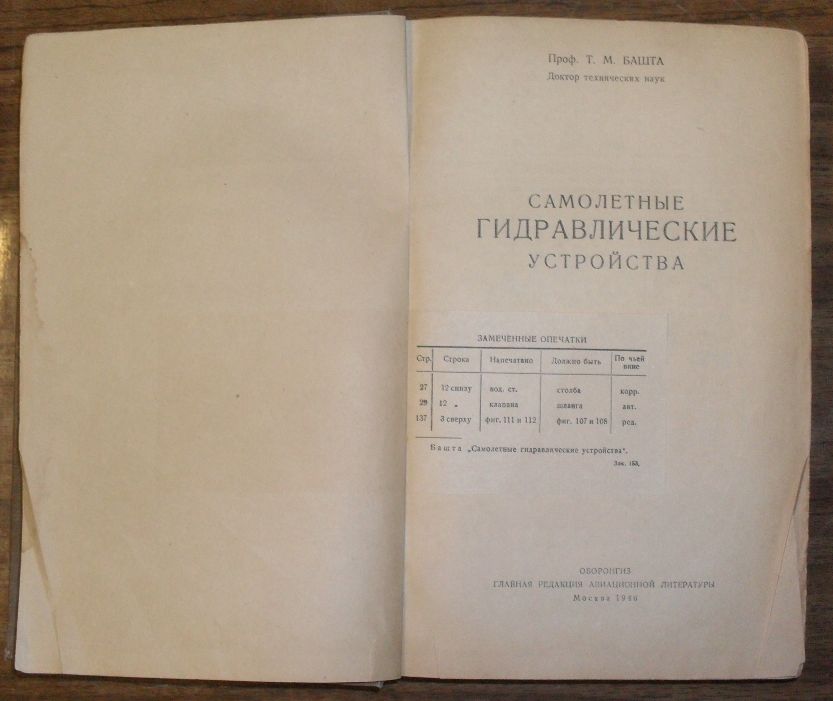 Проф. Т. М. БАШТА
Доктор технических наук
САМОЛЕТНЫЕ
ГИДРАВЛИЧЕСКИЕ
УСТРОЙСТВА
ЗАМЕЧЕННЫЕ ОПЕЧАТКИ
Стр. Строка Напечатано Должно быть По чьей вине
27 12 снизу вод. ст. столба корр.
29 12 „ клапана шланга авт.
137 3 сверху фиг. 111 и 112 фиг. 107 и 108 ред.
Башта „Самолетные гидравлические устройства“.
Зак. 153.
ОБОРОНГИЗ
ГЛАВНАЯ РЕДАКЦИЯ АВИАЦИОННОЙ ЛИТЕРАТУРЫ
Москва 1946